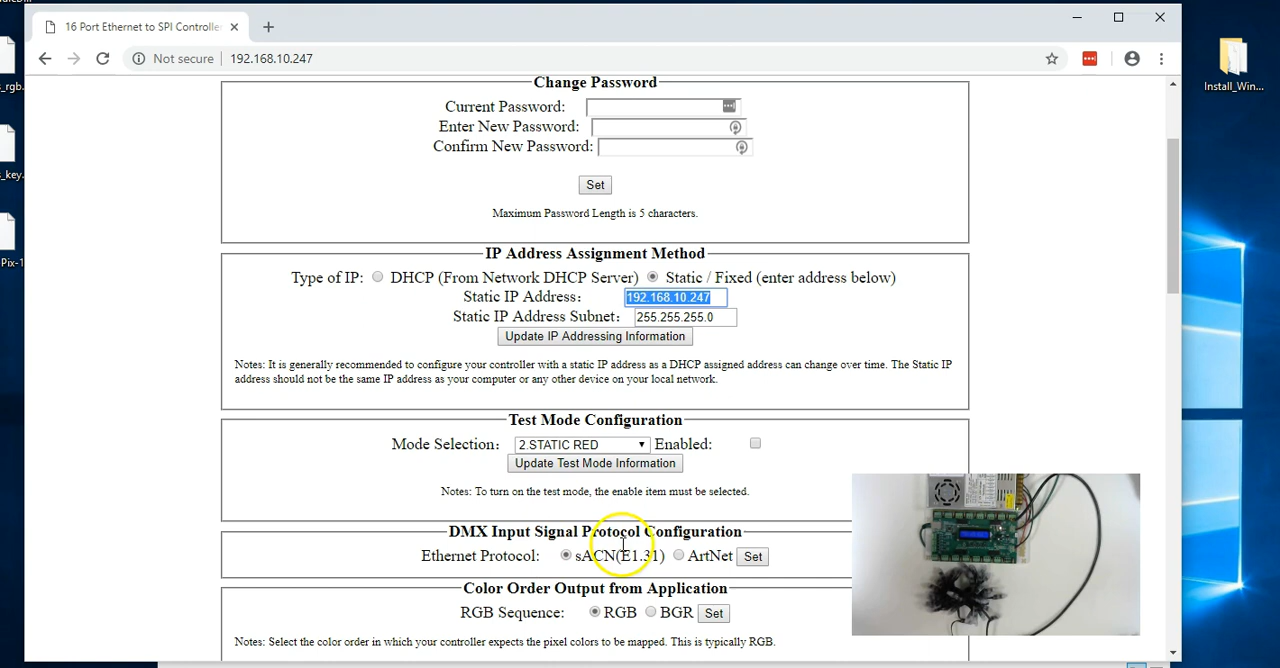 16 Port Ethernet to SPI Controlle
Not secure
192.168.10.247
Install_Win...
s_rgb.
s_key.
Pix-1
Change Password
Current Password:
Enter New Password:
Confirm New Password:
Set
Maximum Password Length is 5 characters.
IP Address Assignment Method
Type of IP: DHCP (From Network DHCP Server) Static / Fixed (enter address below)
Static IP Address: 192.168.10.247
Static IP Address Subnet: 255.255.255.0
Update IP Addressing Information
Notes: It is generally recommended to configure your controller with a static IP address as a DHCP assigned address can change over time. The Static IP
address should not be the same IP address as your computer or any other device on your local network.
Test Mode Configuration
Mode Selection: 2.STATIC RED Enabled:
Update Test Mode Information
Notes: To turn on the test mode, the enable item must be selected.
DMX Input Signal Protocol Configuration
Ethernet Protocol: sACN(E1.31) ArtNet Set
Color Order Output from Application
RGB Sequence: RGB BGR Set
Notes: Select the color order in which your controller expects the pixel colors to be mapped. This is typically RGB.